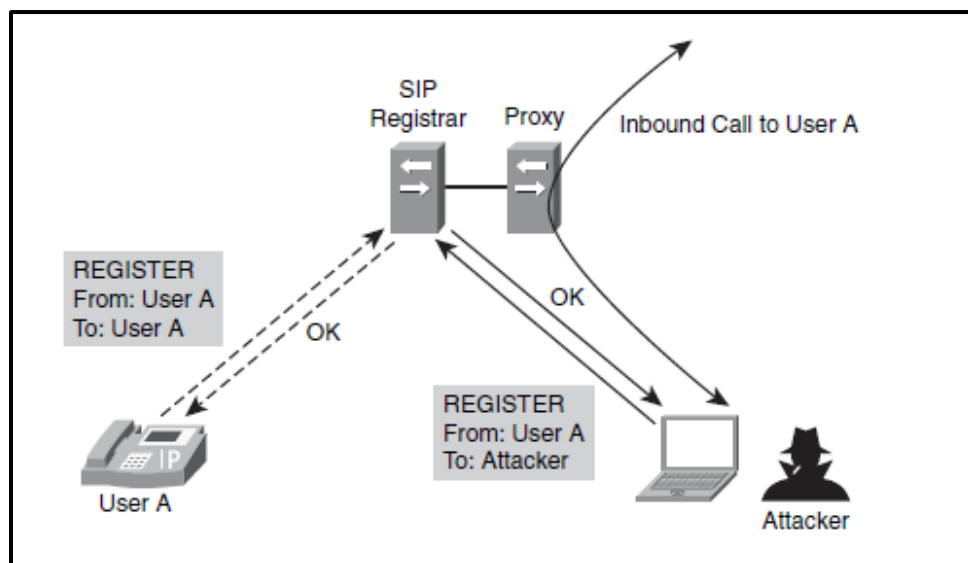 SIP
Registrar
Proxy
Inbound Call to User A
REGISTER
From: User A
To: User A
OK
OK
REGISTER
From: User A
To: Attacker
IP
User A
Attacker